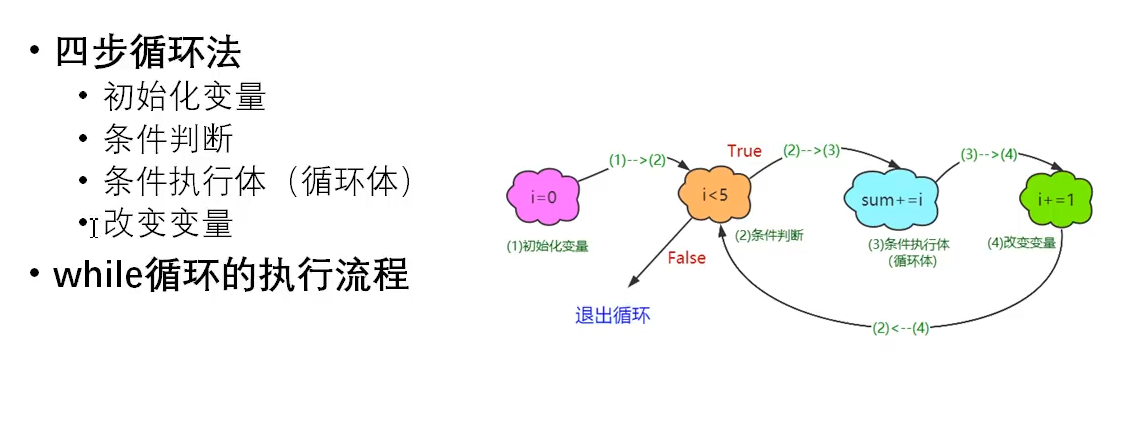 四步循环法
初始化变量
条件判断
条件执行体（循环体）
改变变量
while循环的执行流程
(1)-->(2)
True
(2)-->(3)
(3)-->(4)
i=0
i<5
sum+=i
i+=1
(1)初始化变量
(2)条件判断
(3)条件执行体
(循环体)
(4)改变变量
False
退出循环
(2)<--(4)